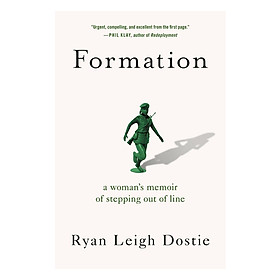 "Urgent, compelling, and excellent from the first page."
— PHIL KLAY, author of Redeployment
Formation
a woman's memoir
of stepping out of line
Ryan Leigh Dostie